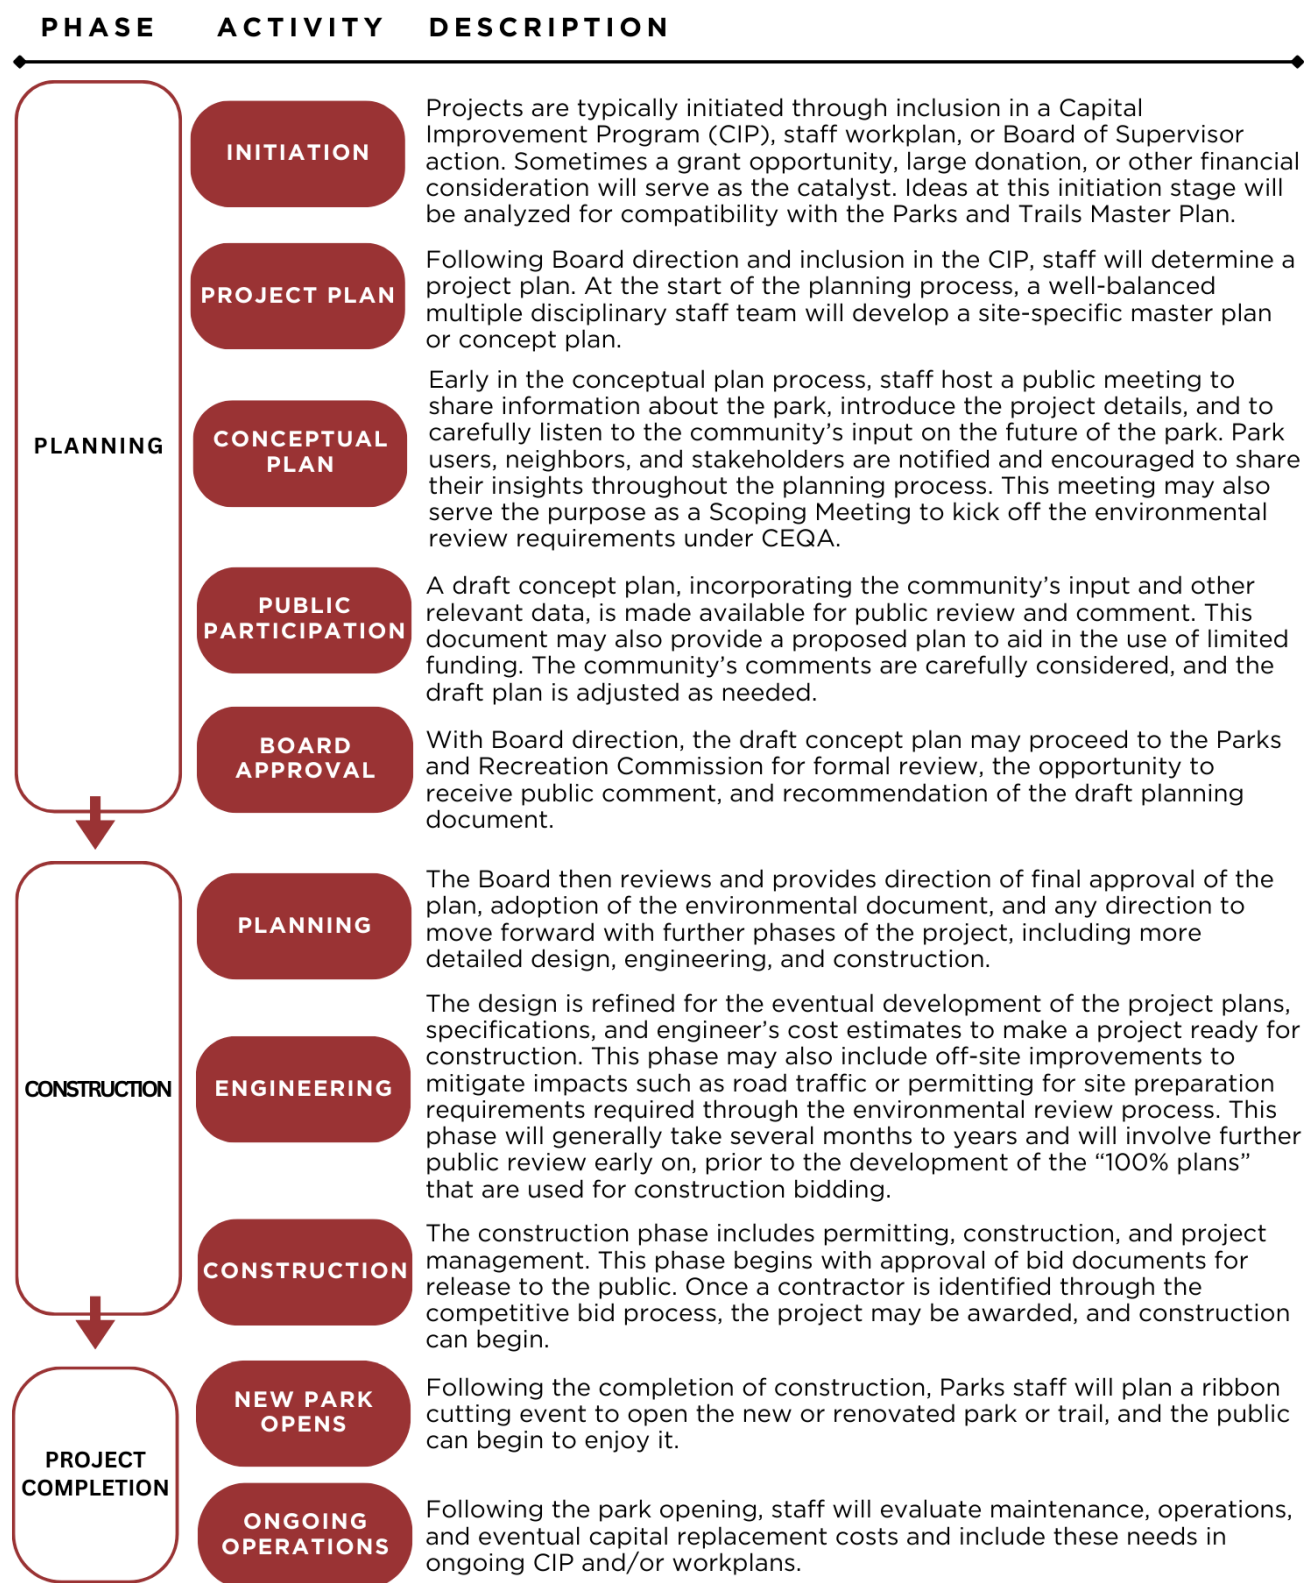 PHASE ACTIVITY DESCRIPTION
PLANNING
INITIATION
Projects are typically initiated through inclusion in a Capital
Improvement Program (CIP), staff workplan, or Board of Supervisor
action. Sometimes a grant opportunity, large donation, or other financial
consideration will serve as the catalyst. Ideas at this initiation stage will
be analyzed for compatibility with the Parks and Trails Master Plan.
PROJECT PLAN
Following Board direction and inclusion in the CIP, staff will determine a
project plan. At the start of the planning process, a well-balanced
multiple disciplinary staff team will develop a site-specific master plan
or concept plan.
CONCEPTUAL
PLAN
Early in the conceptual plan process, staff host a public meeting to
share information about the park, introduce the project details, and to
carefully listen to the community’s input on the future of the park. Park
users, neighbors, and stakeholders are notified and encouraged to share
their insights throughout the planning process. This meeting may also
serve the purpose as a Scoping Meeting to kick off the environmental
review requirements under CEQA.
PUBLIC
PARTICIPATION
A draft concept plan, incorporating the community’s input and other
relevant data, is made available for public review and comment. This
document may also provide a proposed plan to aid in the use of limited
funding. The community’s comments are carefully considered, and the
draft plan is adjusted as needed.
BOARD
APPROVAL
With Board direction, the draft concept plan may proceed to the Parks
and Recreation Commission for formal review, the opportunity to
receive public comment, and recommendation of the draft planning
document.
CONSTRUCTION
PLANNING
The Board then reviews and provides direction of final approval of the
plan, adoption of the environmental document, and any direction to
move forward with further phases of the project, including more
detailed design, engineering, and construction.
ENGINEERING
The design is refined for the eventual development of the project plans,
specifications, and engineer’s cost estimates to make a project ready for
construction. This phase may also include off-site improvements to
mitigate impacts such as road traffic or permitting for site preparation
requirements required through the environmental review process. This
phase will generally take several months to years and will involve further
public review early on, prior to the development of the “100% plans”
that are used for construction bidding.
CONSTRUCTION
The construction phase includes permitting, construction, and project
management. This phase begins with approval of bid documents for
release to the public. Once a contractor is identified through the
competitive bid process, the project may be awarded, and construction
can begin.
PROJECT
COMPLETION
NEW PARK
OPENS
Following the completion of construction, Parks staff will plan a ribbon
cutting event to open the new or renovated park or trail, and the public
can begin to enjoy it.
ONGOING
OPERATIONS
Following the park opening, staff will evaluate maintenance, operations,
and eventual capital replacement costs and include these needs in
ongoing CIP and/or workplans.